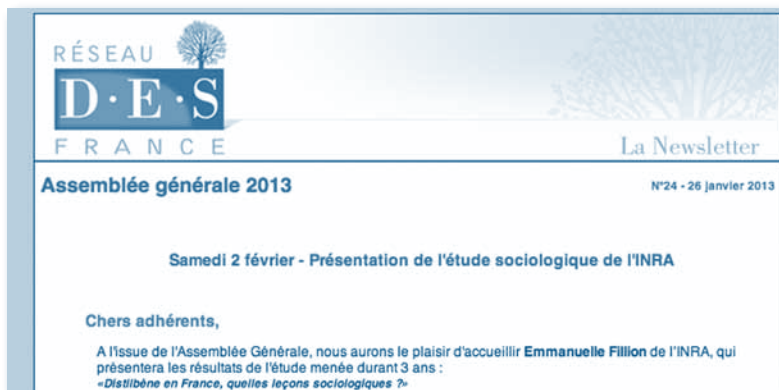 RÉSEAU
D·E·S
FRANCE
La Newsletter
Assemblée générale 2013
N°24 - 26 janvier 2013
Samedi 2 février - Présentation de l'étude sociologique de l'INRA
Chers adhérents,
A l'issue de l'Assemblée Générale, nous aurons le plaisir d'accueillir Emmanuelle Fillion de l'INRA, qui
présentera les résultats de l'étude menée durant 3 ans :
«Distilbène en France, quelles leçons sociologiques ?»